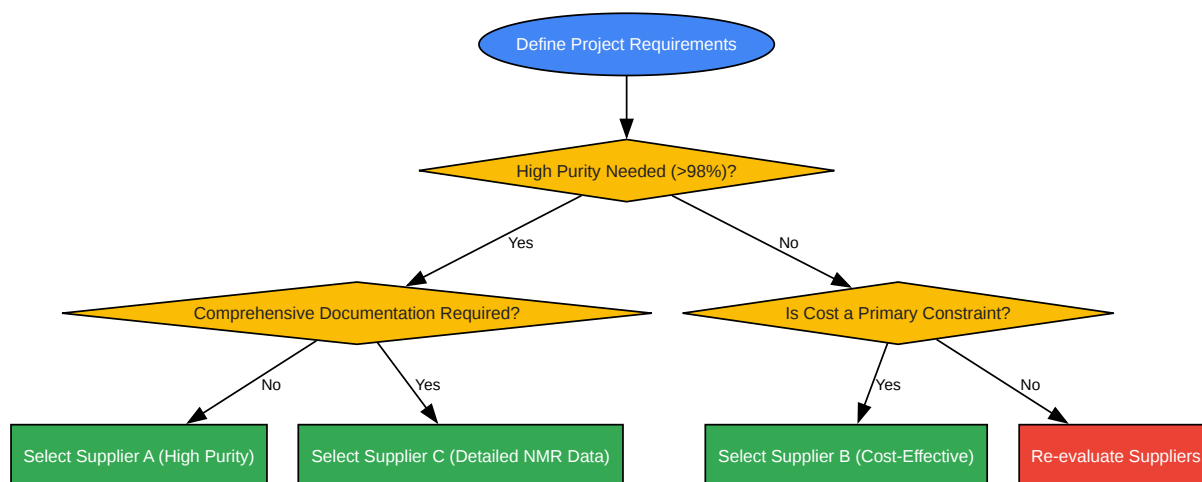 Define Project Requirements
High Purity Needed (>98%)?
Yes
No
Comprehensive Documentation Required?
Is Cost a Primary Constraint?
No
Yes
Yes
No
Select Supplier A (High Purity)
Select Supplier C (Detailed NMR Data)
Select Supplier B (Cost-Effective)
Re-evaluate Suppliers